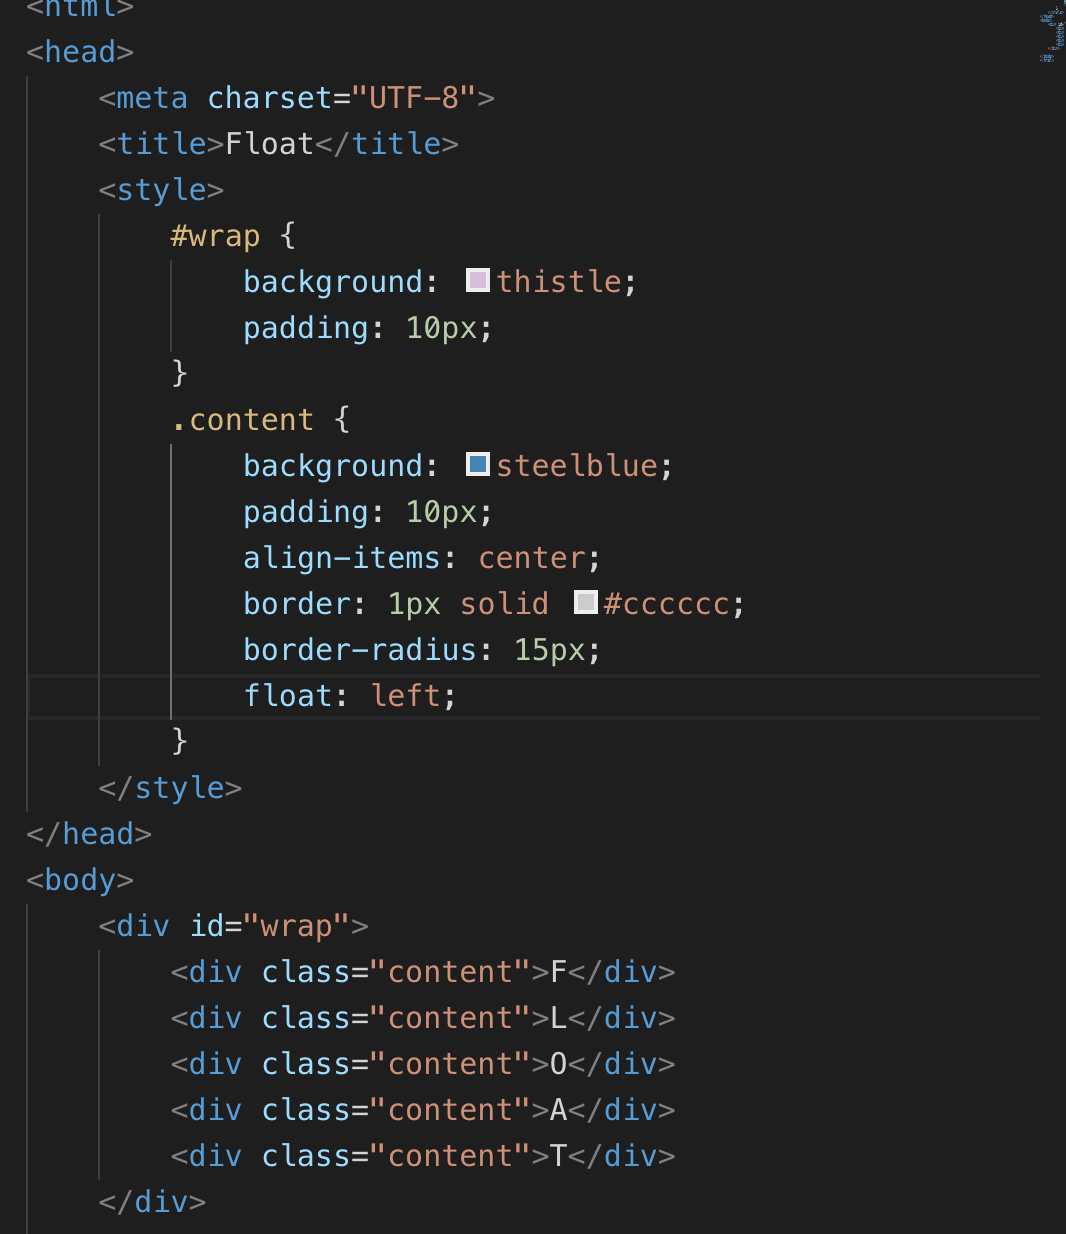 <html>
<head>
    <meta charset="UTF-8">
    <title>Float</title>
    <style>
        #wrap {
            background: thistle;
            padding: 10px;
        }
        .content {
            background: steelblue;
            padding: 10px;
            align-items: center;
            border: 1px solid #cccccc;
            border-radius: 15px;
            float: left;
        }
    </style>
</head>
<body>
    <div id="wrap">
        <div class="content">F</div>
        <div class="content">L</div>
        <div class="content">O</div>
        <div class="content">A</div>
        <div class="content">T</div>
    </div>